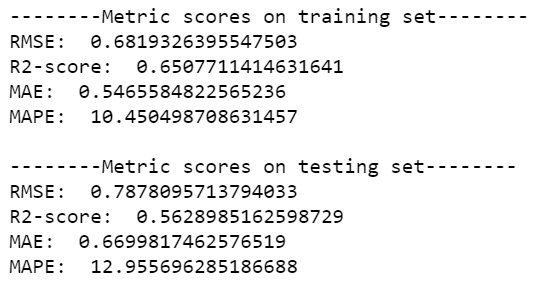 --------Metric scores on training set--------
RMSE:  0.6819326395547503
R2-score:  0.6507711414631641
MAE:  0.5465584822565236
MAPE:  10.450498708631457
--------Metric scores on testing set--------
RMSE:  0.7878095713794033
R2-score:  0.5628985162598729
MAE:  0.6699817462576519
MAPE:  12.955696285186688